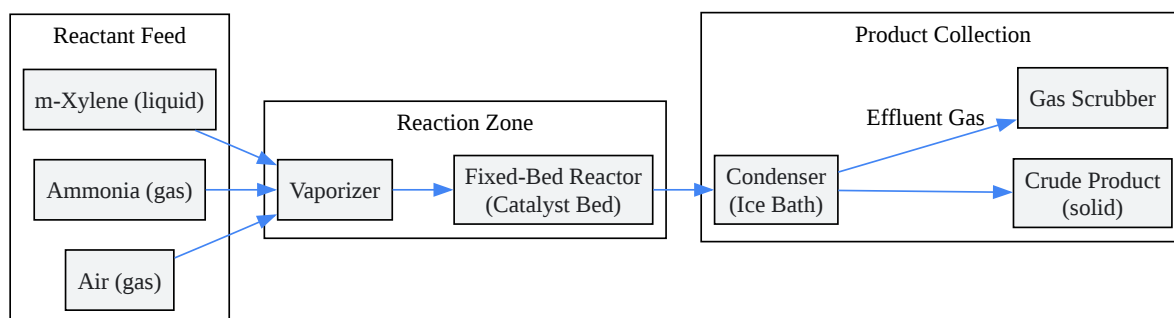 Reactant Feed
m-Xylene (liquid)
Ammonia (gas)
Air (gas)
Reaction Zone
Vaporizer
Fixed-Bed Reactor
(Catalyst Bed)
Product Collection
Condenser
(Ice Bath)
Effluent Gas
Gas Scrubber
Crude Product
(solid)